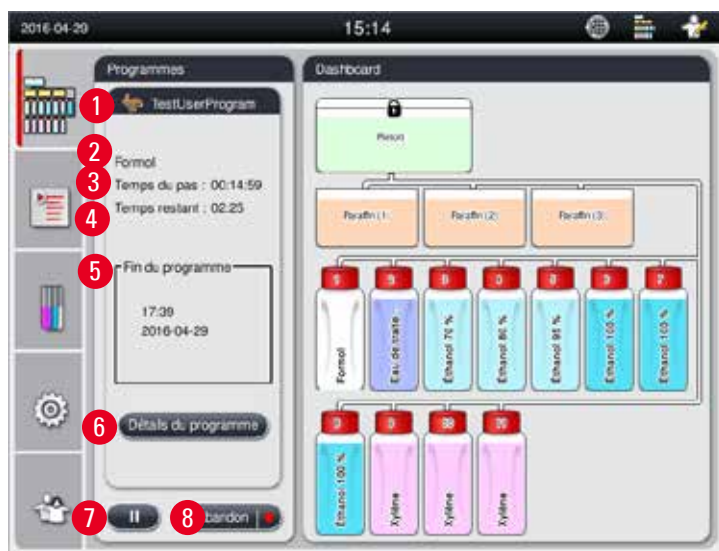 2016-04-29
15:14
Programmes
1
TestUserProgram
2
Formol
3
Temps du pas : 00:14:59
4
Temps restant : 02:25
5
Fin du programme
17:39
2016-04-29
6
Détails du programme
7
8
bandon
Dashboard
Paraffin (1)
Paraffin (2)
Paraffin (3)
Formol
Eau de traite
Éthanol 70 %
Éthanol 80 %
Éthanol 95 %
Éthanol 100 %
Éthanol 100 %
Éthanol 100 %
Xylène
Xylène
Xylène